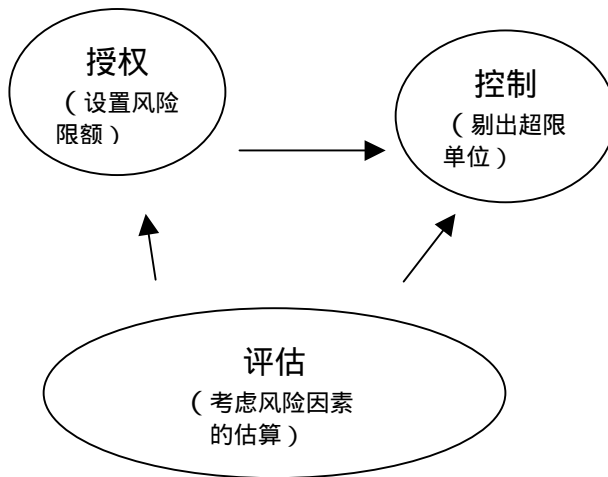 授权
（设置风险
限额）
控制
（剔出超限
单位）
评估
（考虑风险因素
的估算）